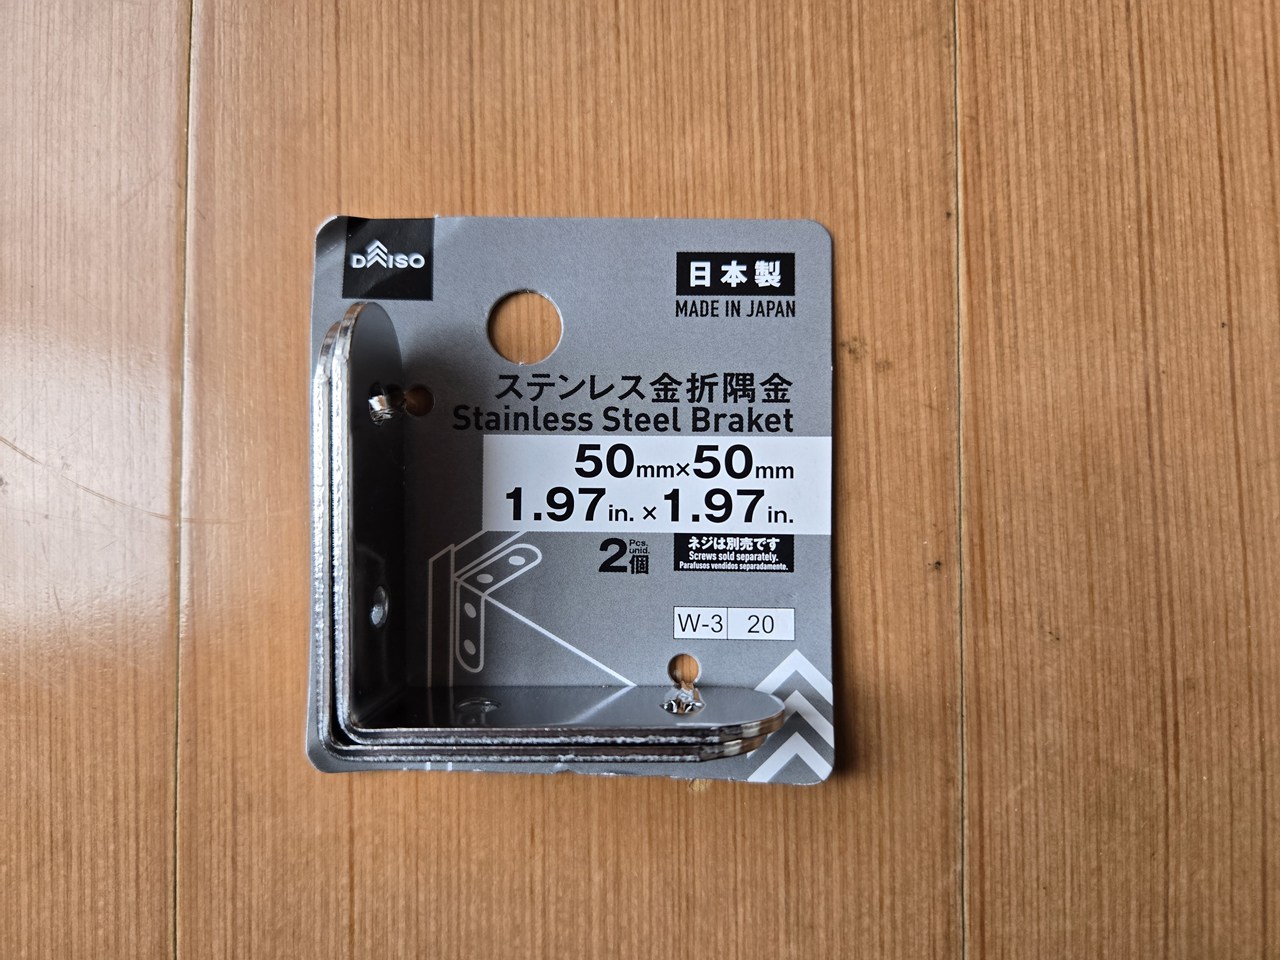 DAISO
日本製
MADE IN JAPAN
ステンレス金折隅金
Stainless Steel Braket
50mm×50mm
1.97in.×1.97in.
2個 Pcs. unid.
ネジは別売です
Screws sold separately.
Parafusos vendidos separadamente.
W-3 20